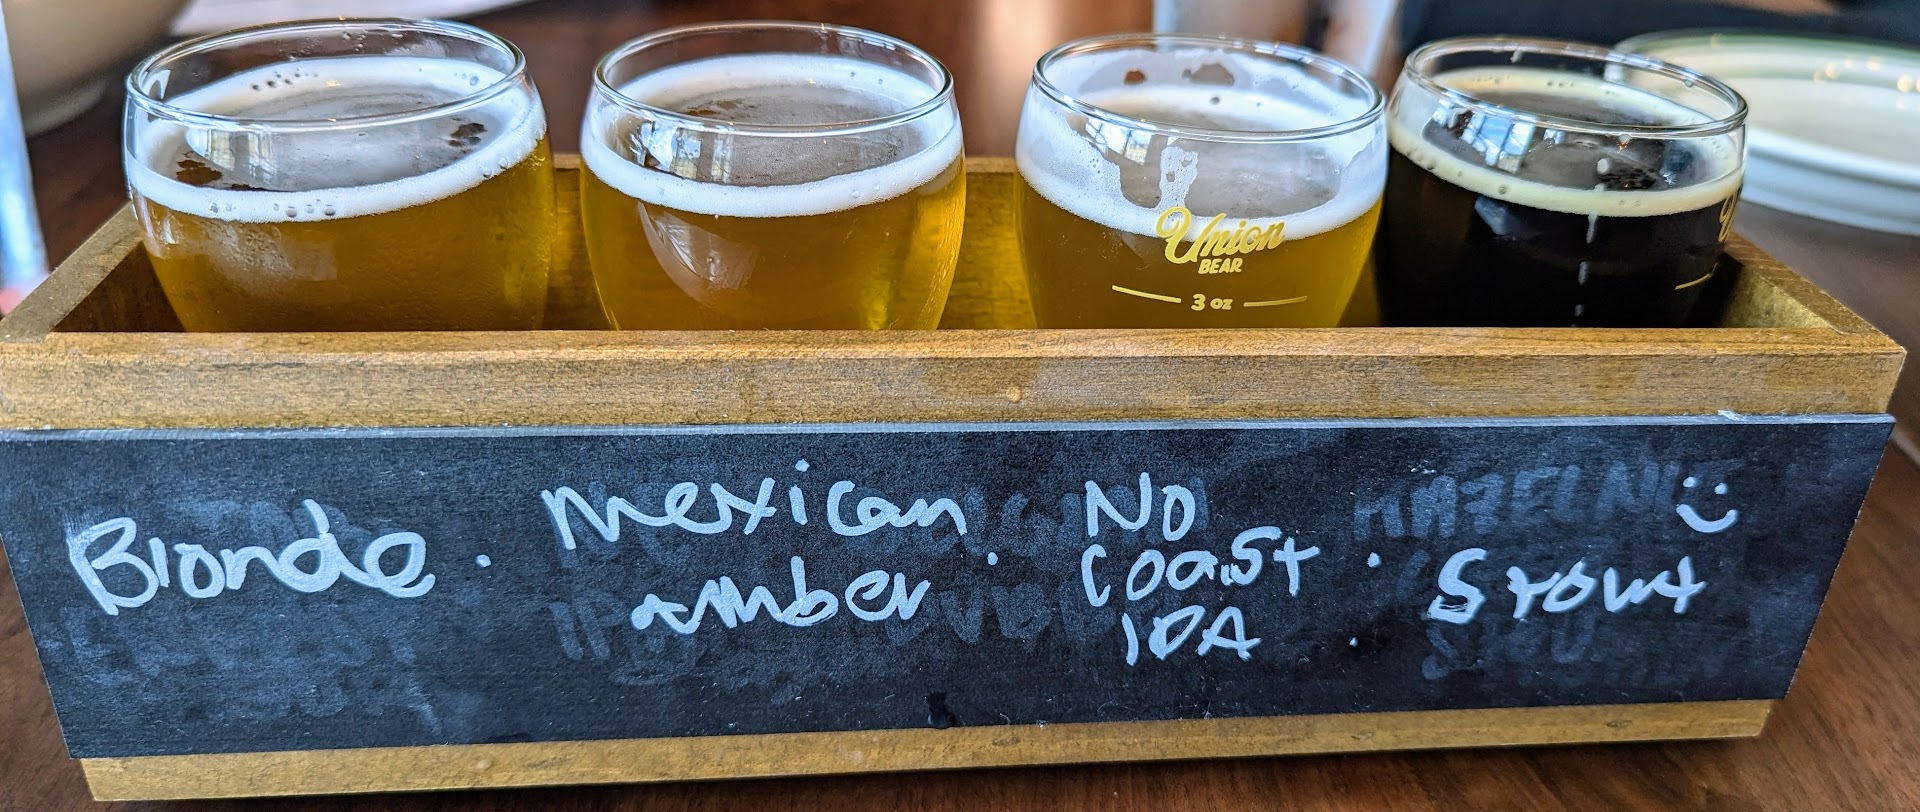 Union
BEAR
3 oz
Blonde · Mexican Amber · No Coast IPA · Stout :)